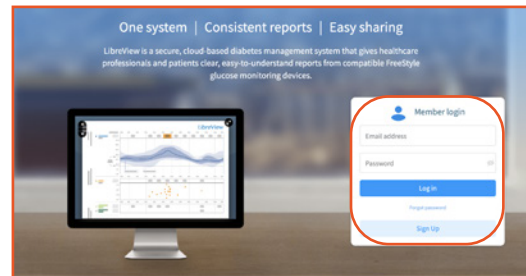 One system | Consistent reports | Easy sharing
LibreView is a secure, cloud-based diabetes management system that gives healthcare
professionals and patients clear, easy-to-understand reports from compatible FreeStyle
glucose monitoring devices.
LibreView
Member login
Email address
Password
Log in
Forgot password
Sign Up